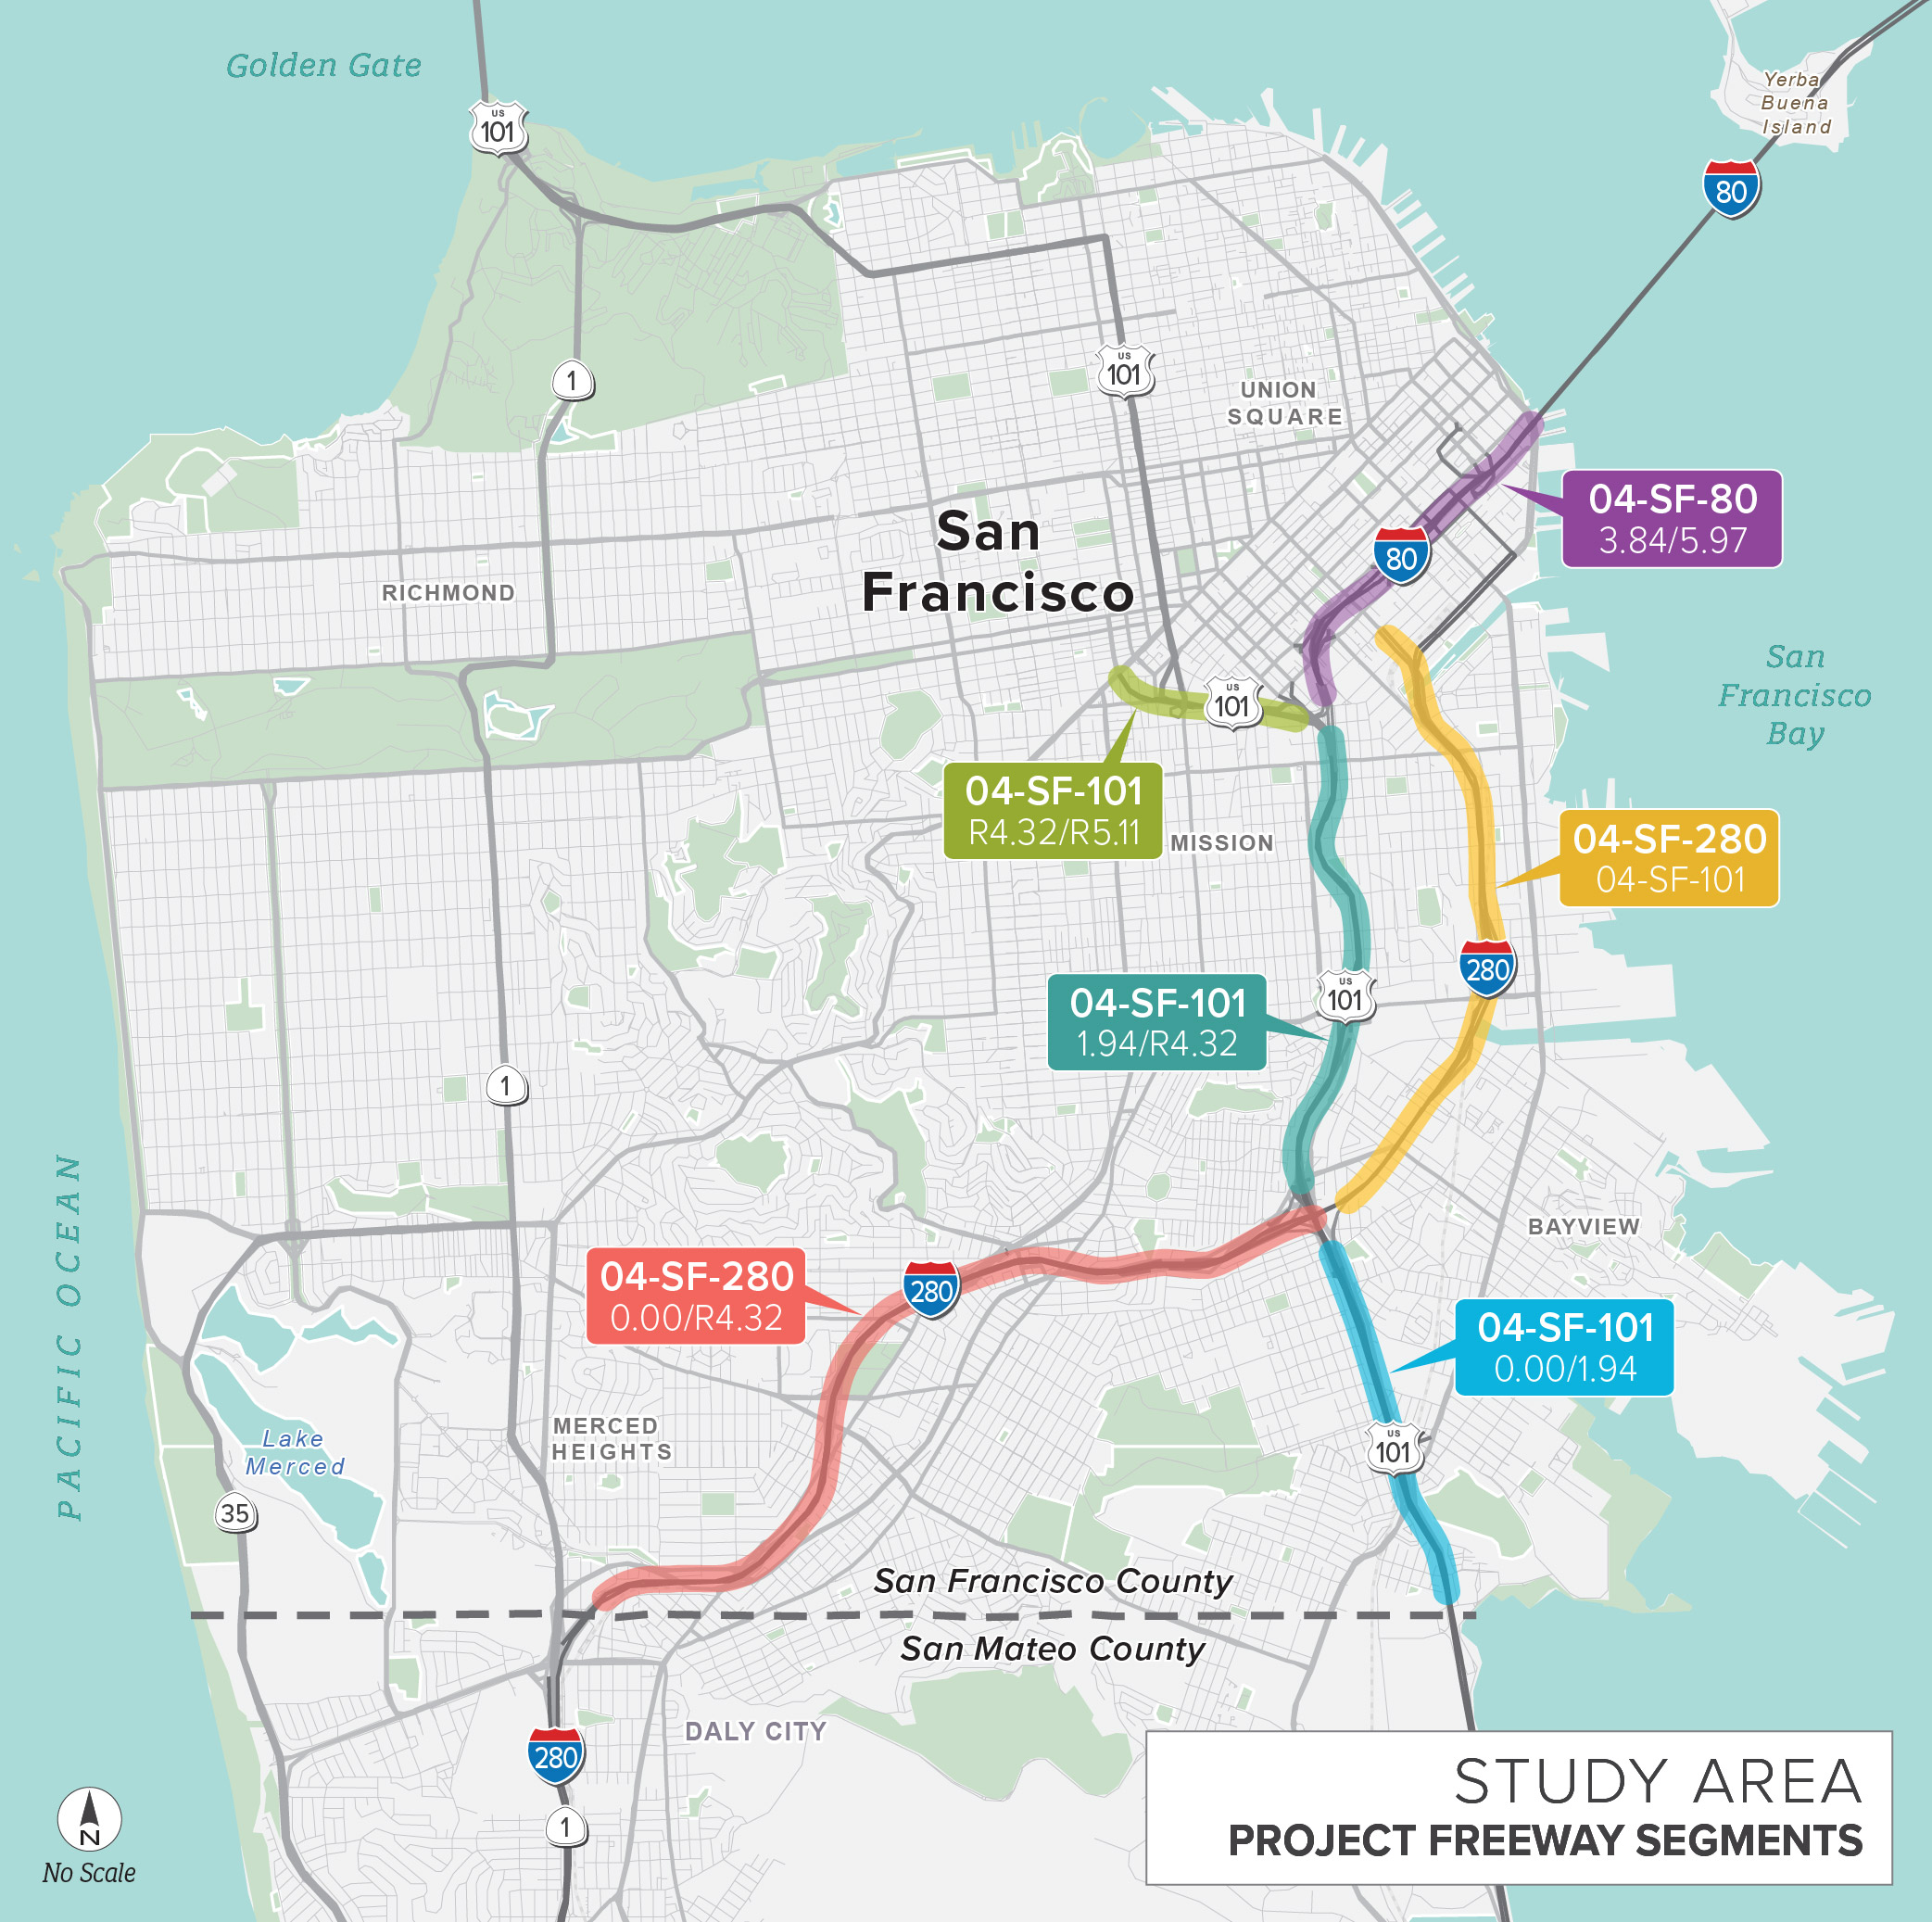 Golden Gate
US
101
Yerba
Buena
Island
80
1
US
101
UNION
SQUARE
San
Francisco
04-SF-80
3.84/5.97
80
RICHMOND
San
Francisco
Bay
US
101
04-SF-101
R4.32/R5.11
MISSION
04-SF-280
04-SF-101
280
04-SF-101
1.94/R4.32
US
101
1
PACIFIC OCEAN
BAYVIEW
04-SF-280
0.00/R4.32
280
04-SF-101
0.00/1.94
MERCED
HEIGHTS
Lake
Merced
US
101
35
San Francisco County
San Mateo County
DALY CITY
280
1
N
No Scale
STUDY AREA
PROJECT FREEWAY SEGMENTS